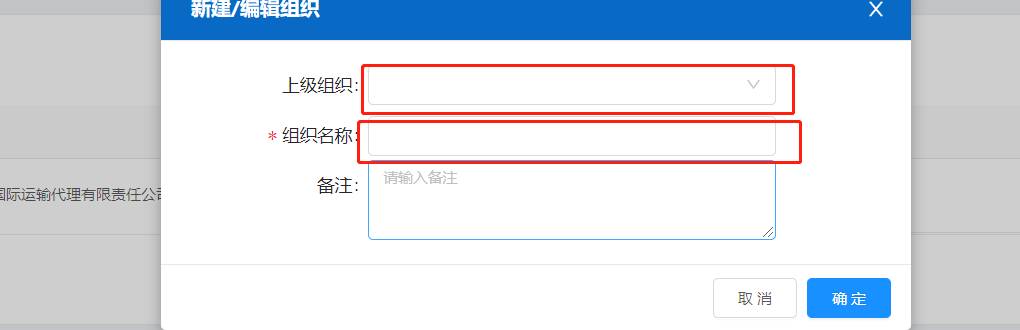 新建/编辑组织
上级组织:
* 组织名称:
国际运输代理有限责任公司
备注:
请输入备注
取 消
确 定